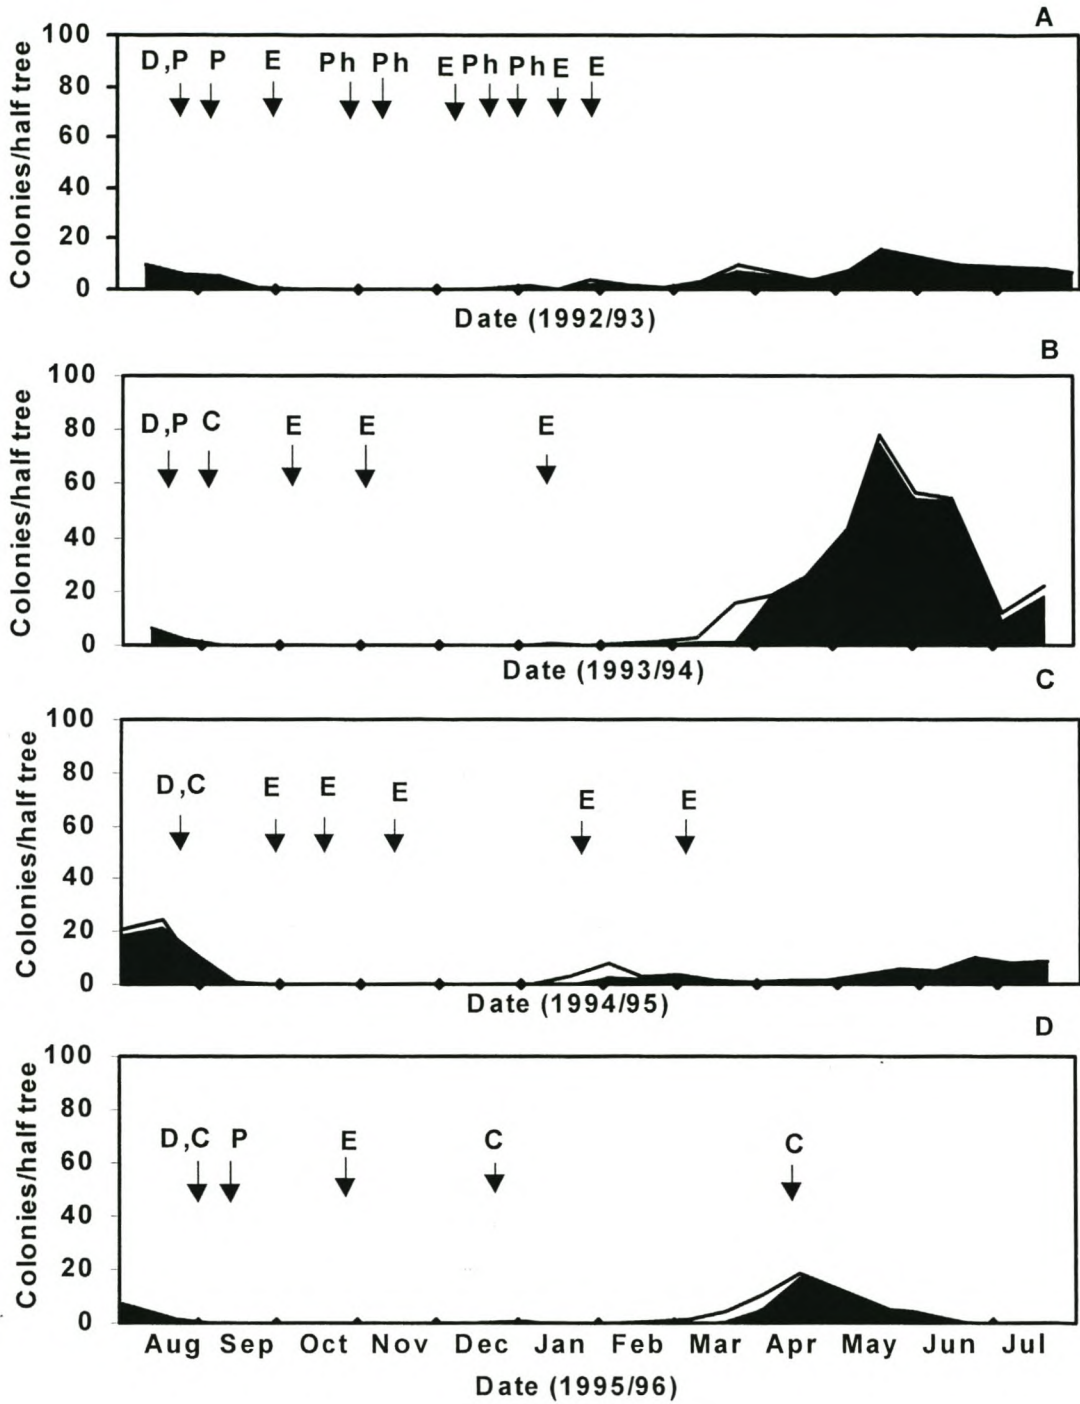 A
Colonies/half tree
100
80
60
40
20
0
D,P P E Ph Ph E Ph Ph E E
Date (1992/93)
B
Colonies/half tree
100
80
60
40
20
0
D,P C E E E
Date (1993/94)
C
Colonies/half tree
100
80
60
40
20
0
D,C E E E E E
Date (1994/95)
D
Colonies/half tree
100
80
60
40
20
0
D,C P E C C
Aug Sep Oct Nov Dec Jan Feb Mar Apr May Jun Jul
Date (1995/96)